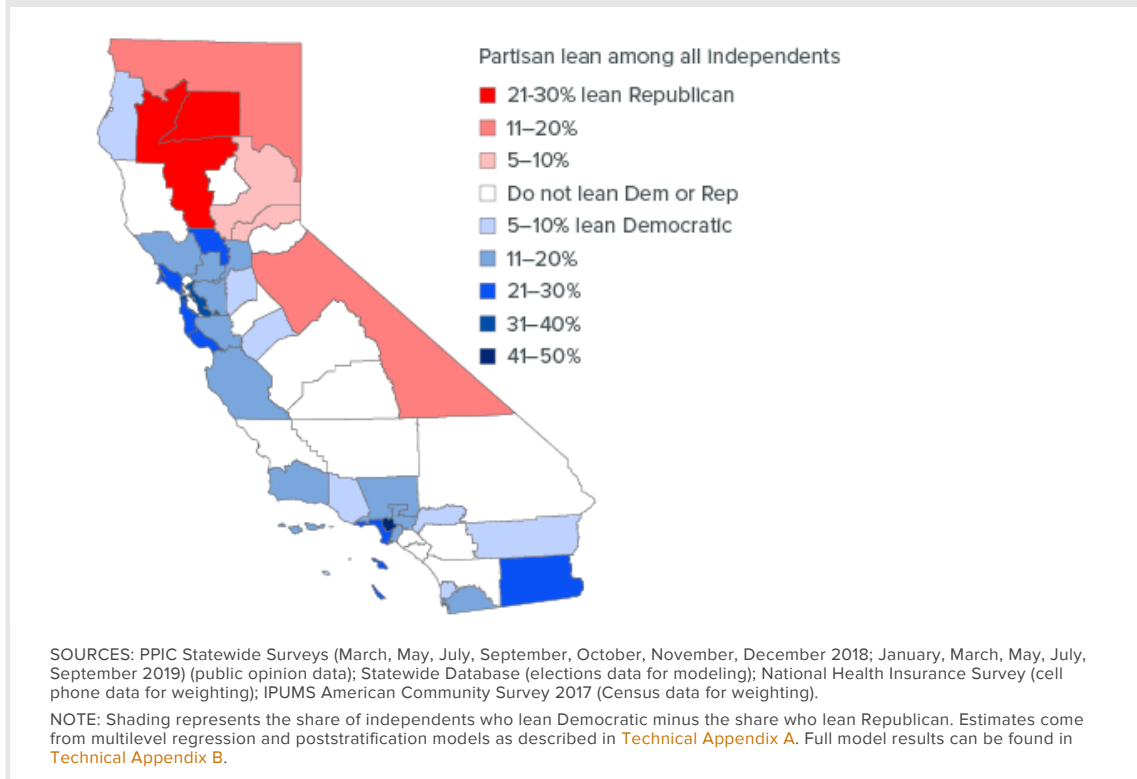 Partisan lean among all independents
21-30% lean Republican
11–20%
5–10%
Do not lean Dem or Rep
5–10% lean Democratic
11–20%
21–30%
31–40%
41–50%
SOURCES: PPIC Statewide Surveys (March, May, July, September, October, November, December 2018; January, March, May, July,
September 2019) (public opinion data); Statewide Database (elections data for modeling); National Health Insurance Survey (cell
phone data for weighting); IPUMS American Community Survey 2017 (Census data for weighting).
NOTE: Shading represents the share of independents who lean Democratic minus the share who lean Republican. Estimates come
from multilevel regression and poststratification models as described in Technical Appendix A. Full model results can be found in
Technical Appendix B.